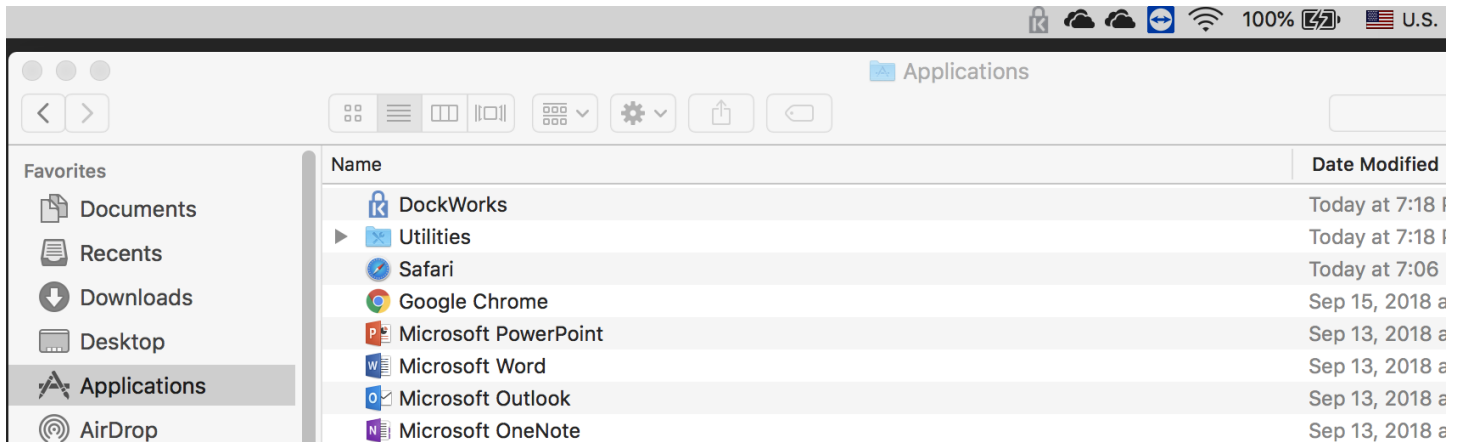 100% U.S.
Applications
Favorites
Documents
Recents
Downloads
Desktop
Applications
AirDrop
Name Date Modified
DockWorks Today at 7:18
Utilities Today at 7:18
Safari Today at 7:06
Google Chrome Sep 15, 2018 a
Microsoft PowerPoint Sep 13, 2018 a
Microsoft Word Sep 13, 2018 a
Microsoft Outlook Sep 13, 2018 a
Microsoft OneNote Sep 13, 2018 a